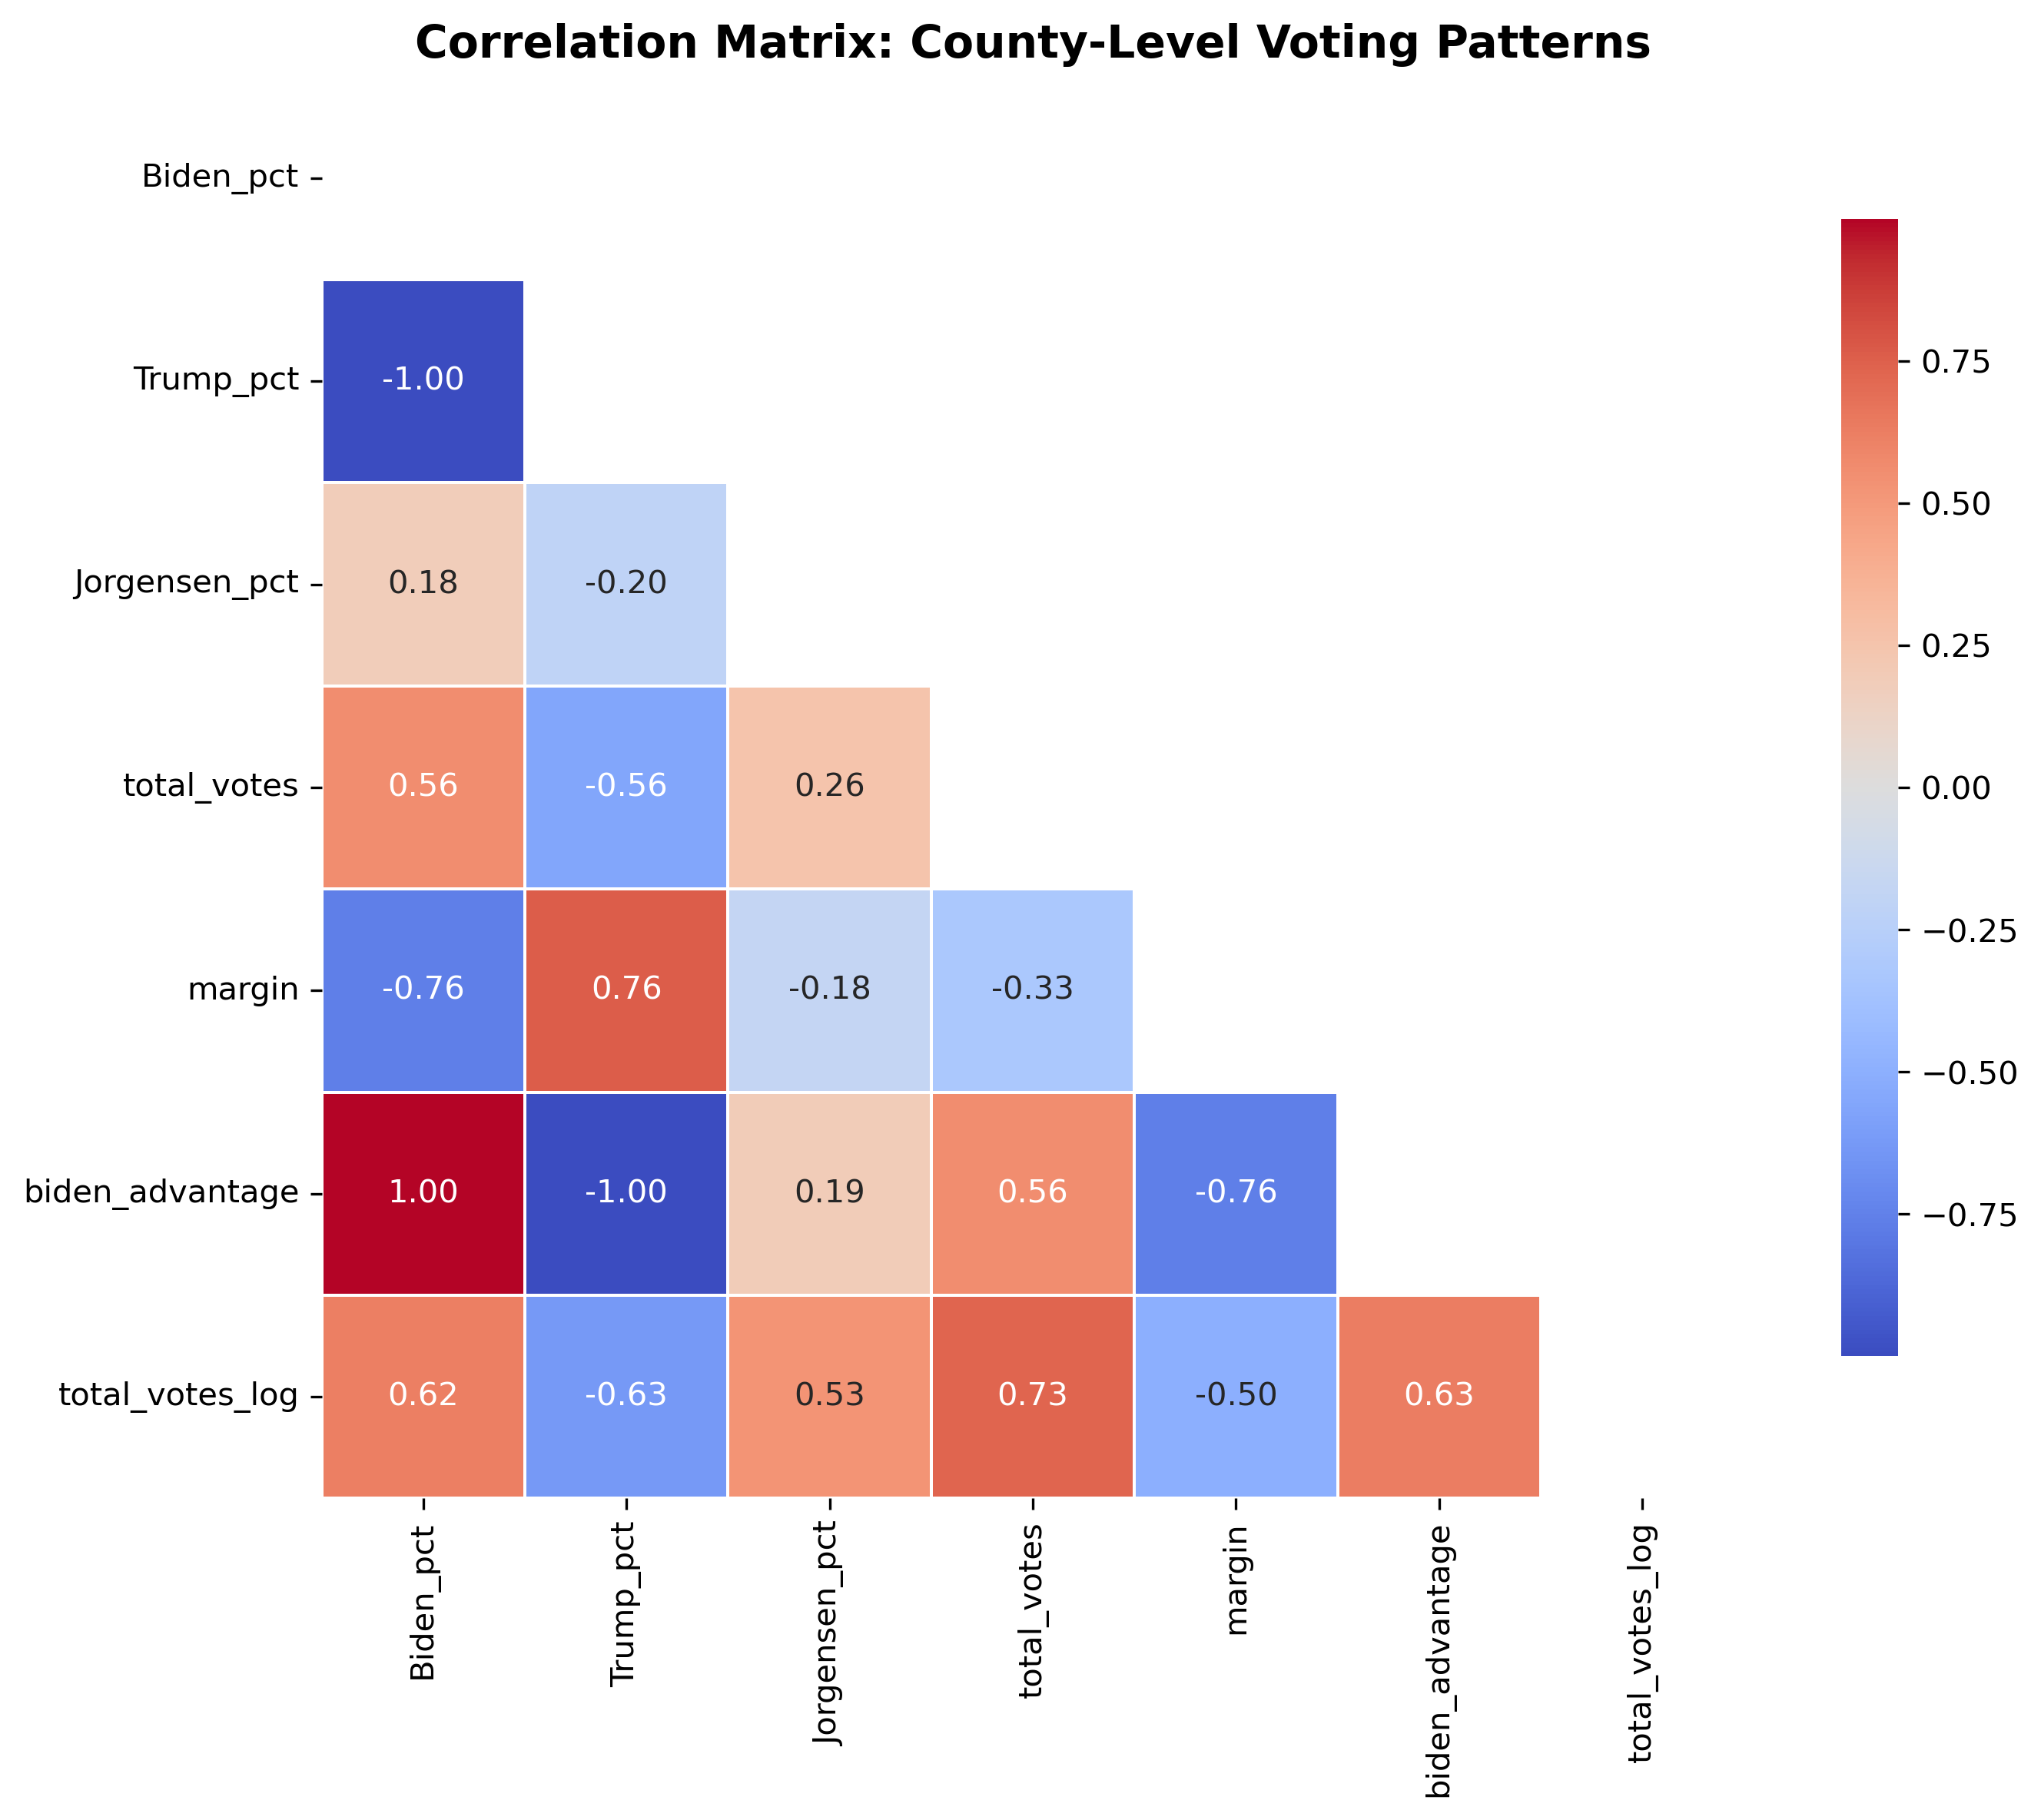 Correlation Matrix: County-Level Voting Patterns
Biden_pct
Trump_pct -1.00
Jorgensen_pct 0.18 -0.20
total_votes 0.56 -0.56 0.26
margin -0.76 0.76 -0.18 -0.33
biden_advantage 1.00 -1.00 0.19 0.56 -0.76
total_votes_log 0.62 -0.63 0.53 0.73 -0.50 0.63
Biden_pct
Trump_pct
Jorgensen_pct
total_votes
margin
biden_advantage
total_votes_log
0.75
0.50
0.25
0.00
−0.25
−0.50
−0.75